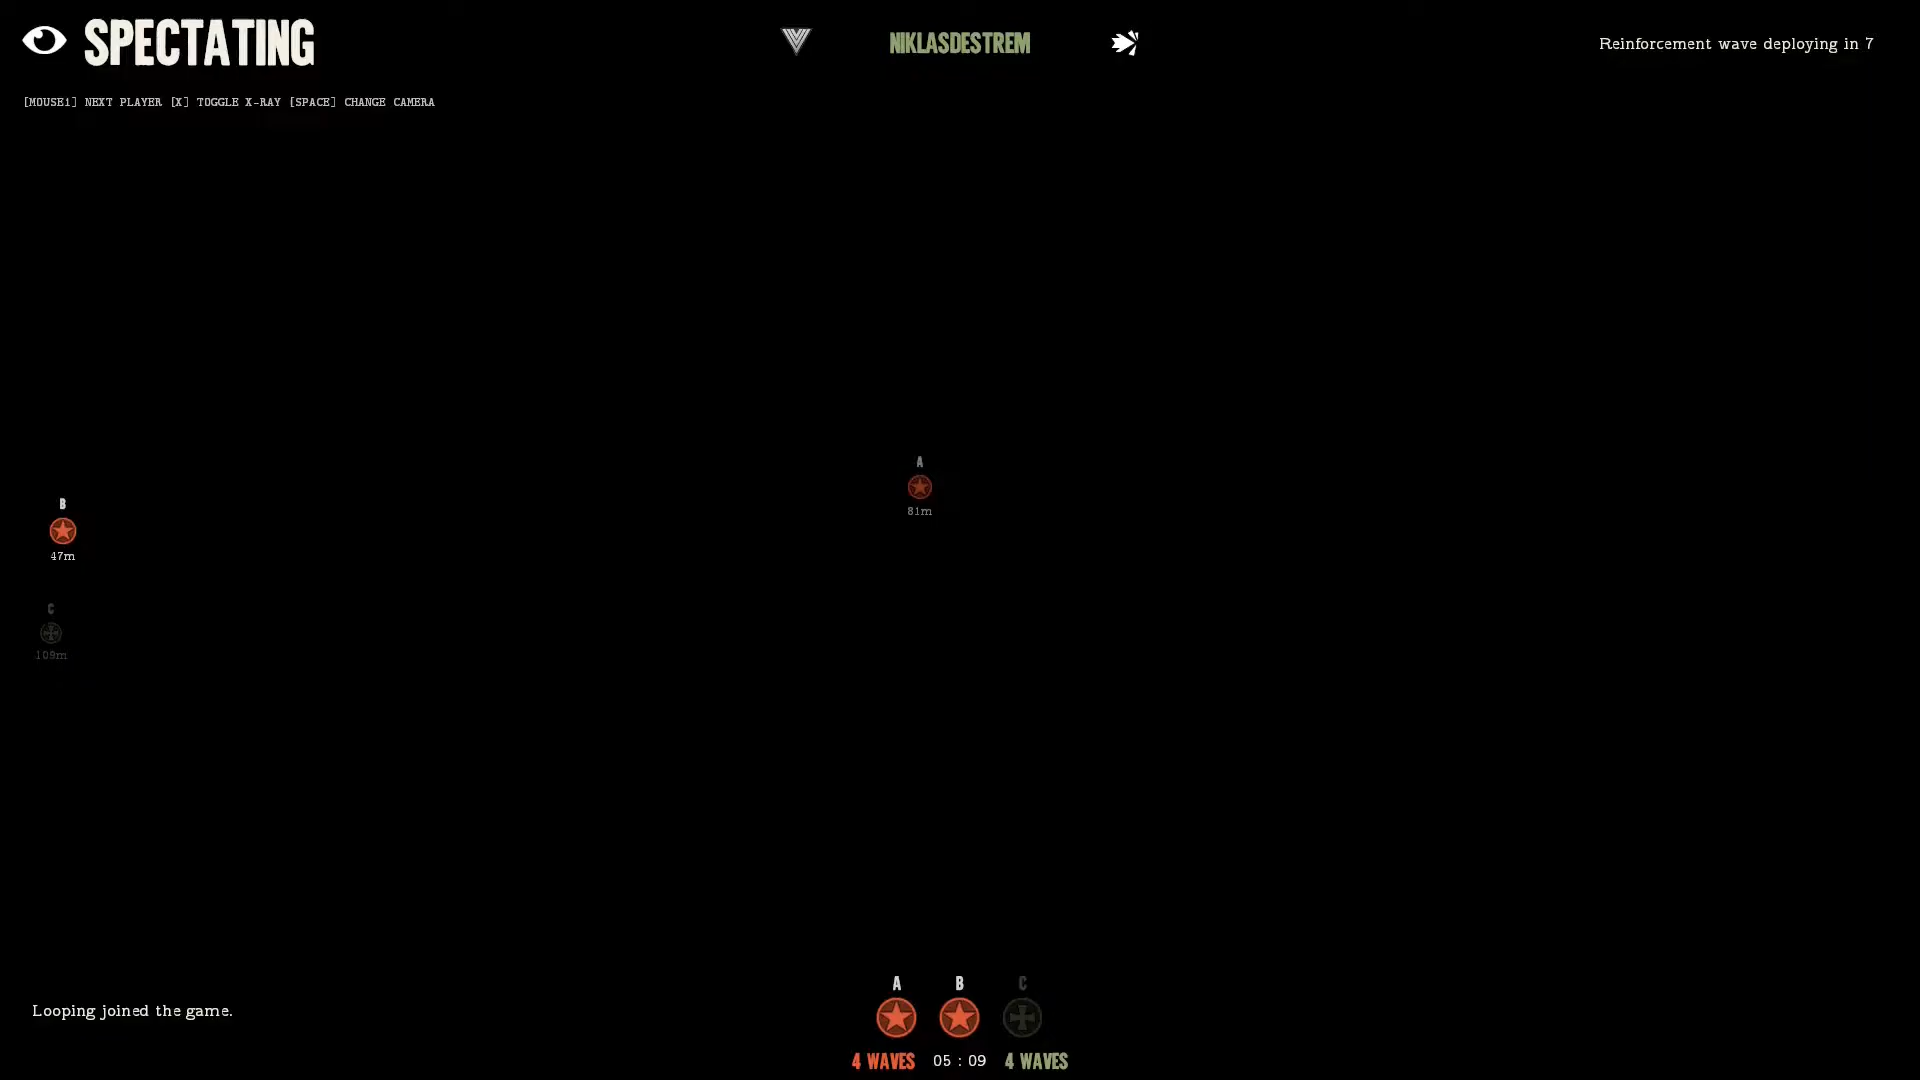 SPECTATING
NIKLASDESTREM
Reinforcement wave deploying in 7
[MOUSE1] NEXT PLAYER [X] TOGGLE X-RAY [SPACE] CHANGE CAMERA
A
81m
B
47m
C
109m
Looping joined the game.
A B C
4 WAVES 05 : 09 4 WAVES